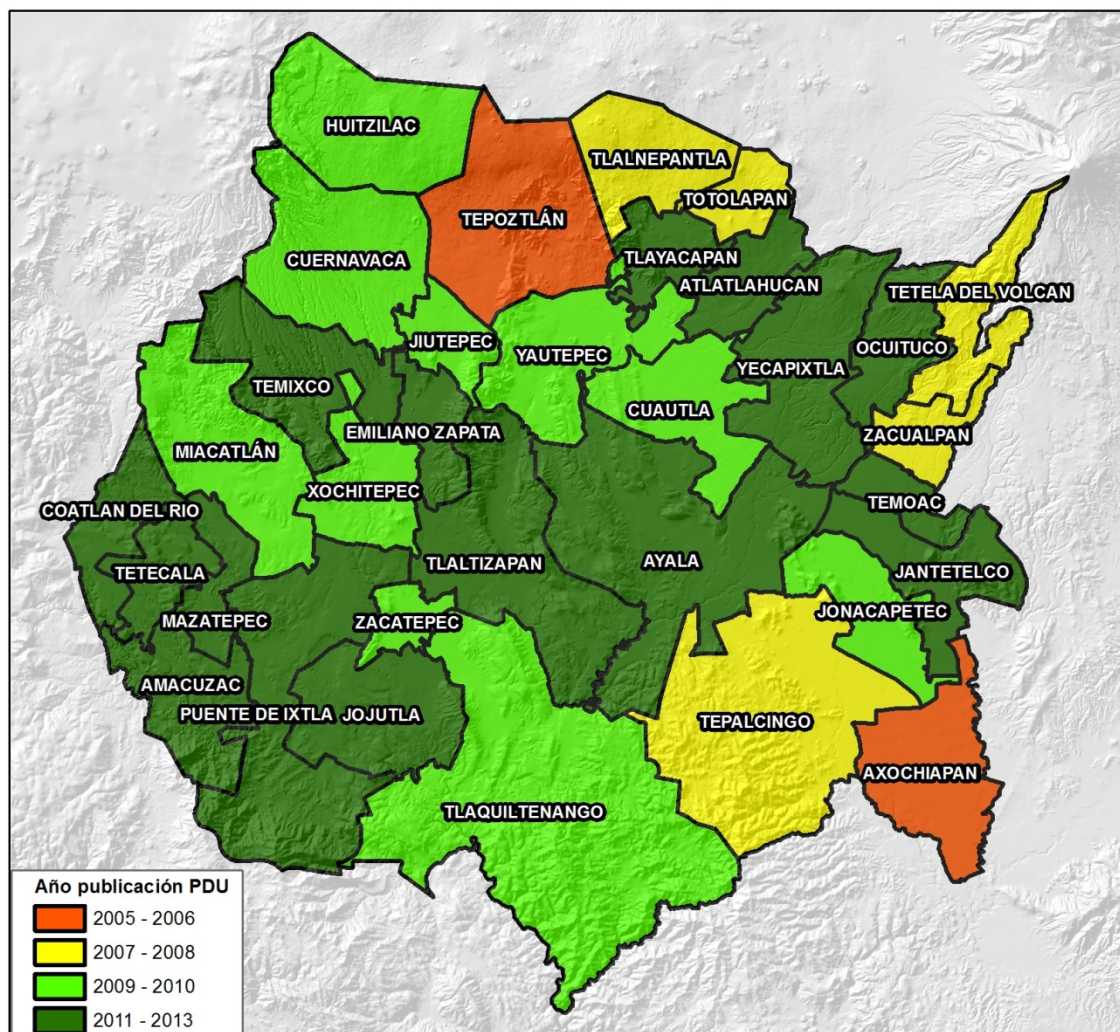 HUITZILAC
TLALNEPANTLA
TOTOLAPAN
TEPOZTLÁN
CUERNAVACA
TLAYACAPAN
ATLATLAHUCAN
TETELA DEL VOLCAN
JIUTEPEC
YAUTEPEC
OCUITUCO
YECAPIXTLA
TEMIXCO
CUAUTLA
EMILIANO ZAPATA
ZACUALPAN
MIACATLÁN
XOCHITEPEC
TEMOAC
COATLAN DEL RIO
TETECALA
TLALTIZAPAN
AYALA
JANTETELCO
MAZATEPEC
ZACATEPEC
JONACAPETEC
AMACUZAC
PUENTE DE IXTLA
JOJUTLA
TEPALCINGO
AXOCHIAPAN
TLAQUILTENANGO
Año publicación PDU
2005 - 2006
2007 - 2008
2009 - 2010
2011 - 2013